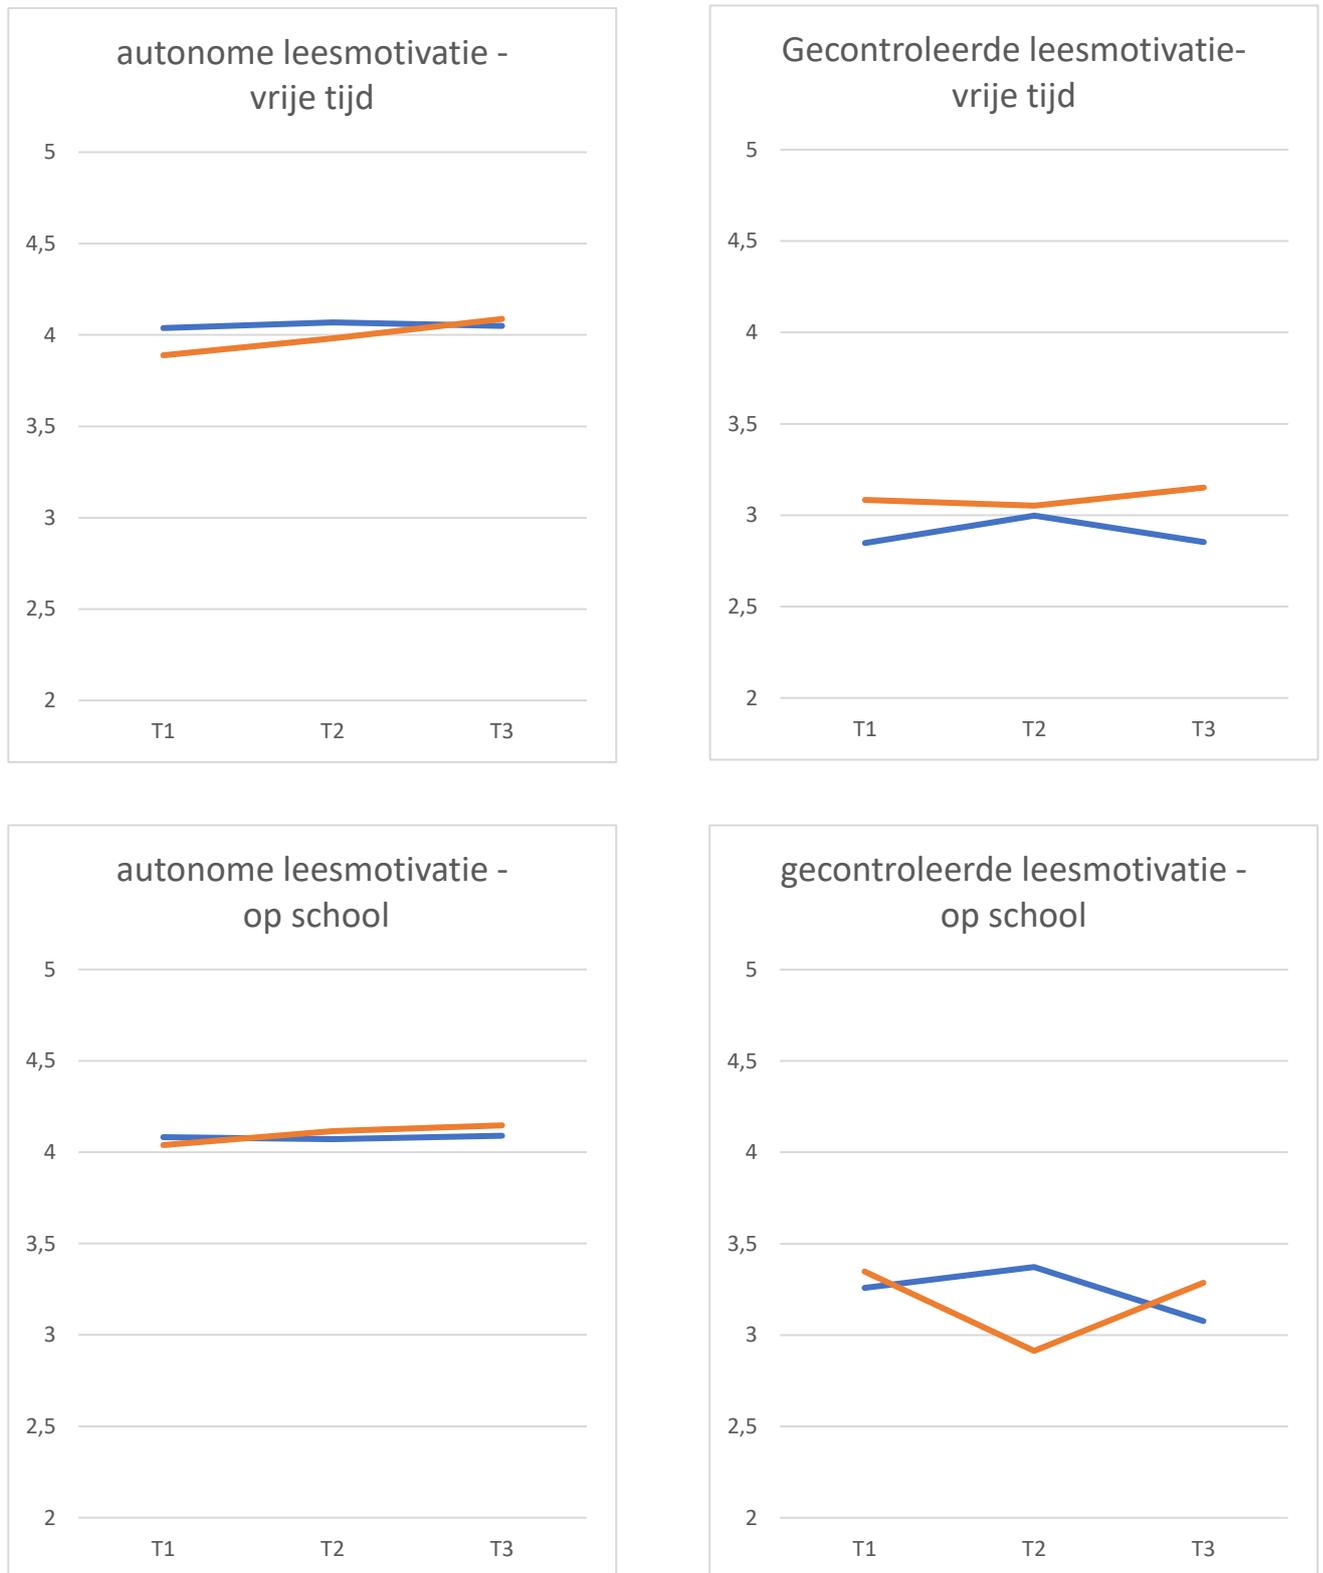 autonome leesmotivatie -
vrije tijd
5
4,5
4
3,5
3
2,5
2
T1 T2 T3
Gecontroleerde leesmotivatie-
vrije tijd
5
4,5
4
3,5
3
2,5
2
T1 T2 T3
autonome leesmotivatie -
op school
5
4,5
4
3,5
3
2,5
2
T1 T2 T3
gecontroleerde leesmotivatie -
op school
5
4,5
4
3,5
3
2,5
2
T1 T2 T3